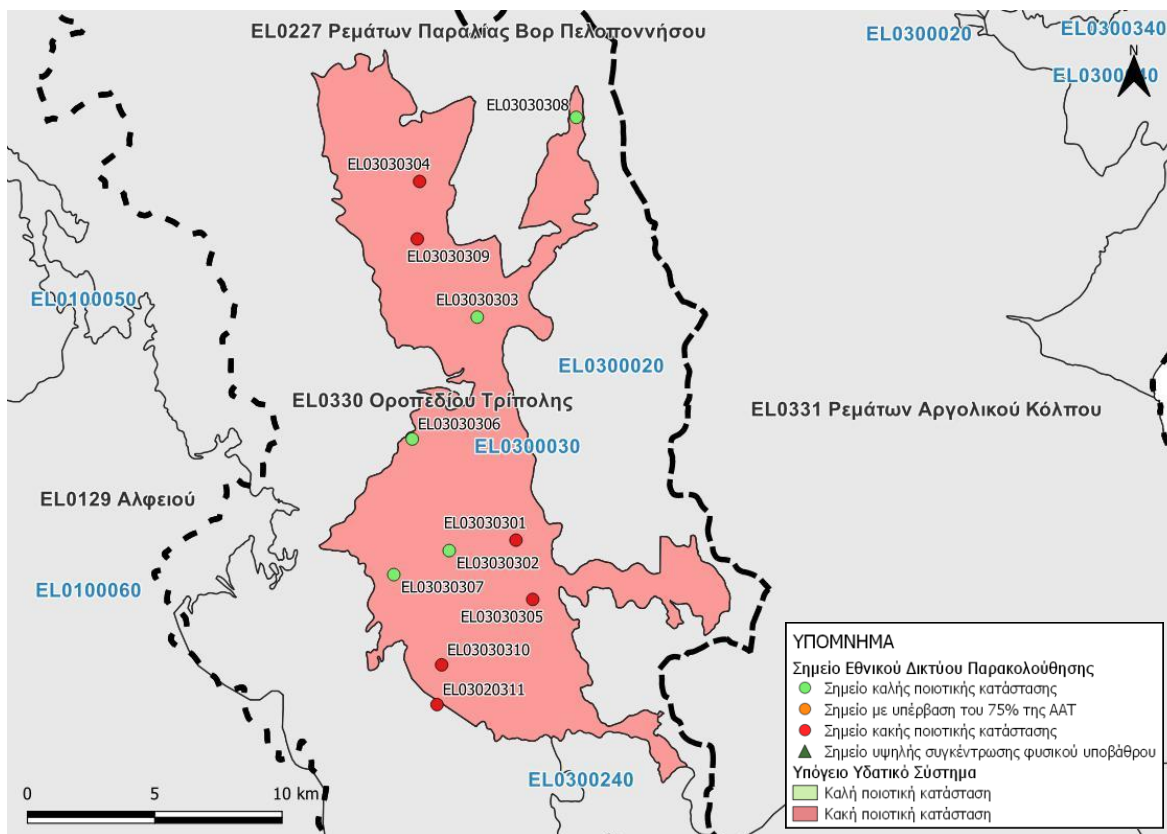 EL0227 Ρεμάτων Παραλίας Βορ Πελοποννήσου
EL0300020
EL0300340
N
EL03030308
EL03030304
EL03030309
EL0100050
EL03030303
EL0300020
EL0330 Οροπεδίου Τρίπολης
EL0331 Ρεμάτων Αργολικού Κόλπου
EL03030306
EL0300030
EL0129 Αλφειού
EL03030301
EL03030302
EL0100060
EL03030307
EL03030305
EL03030310
EL03020311
EL0300240
0 5 10 km
ΥΠΟΜΝΗΜΑ
Σημείο Εθνικού Δικτύου Παρακολούθησης
Σημείο καλής ποιοτικής κατάστασης
Σημείο με υπέρβαση του 75% της ΑΑΤ
Σημείο κακής ποιοτικής κατάστασης
Σημείο υψηλής συγκέντρωσης φυσικού υποβάθρου
Υπόγειο Υδατικό Σύστημα
Καλή ποιοτική κατάσταση
Κακή ποιοτική κατάσταση